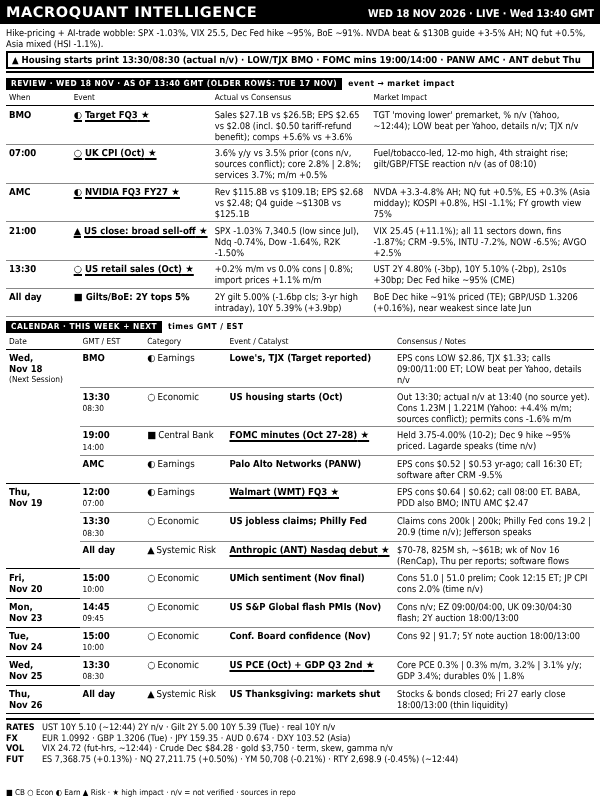 MACROQUANT INTELLIGENCE WED 18 NOV 2026 · LIVE · Wed 13:40 GMT
Hike-pricing + AI-trade wobble: SPX -1.03%, VIX 25.5, Dec Fed hike ~95%, BoE ~91%. NVDA beat & $130B guide +3-5% AH; NQ fut +0.5%,
Asia mixed (HSI -1.1%).
▲ Housing starts print 13:30/08:30 (actual n/v) · LOW/TJX BMO · FOMC mins 19:00/14:00 · PANW AMC · ANT debut Thu
REVIEW · WED 18 NOV · AS OF 13:40 GMT (OLDER ROWS: TUE 17 NOV) event → market impact
When Event Actual vs Consensus Market Impact
BMO ◐ Target FQ3 ★ Sales $27.1B vs $26.5B; EPS $2.65 TGT 'moving lower' premarket, % n/v (Yahoo,
vs $2.08 (incl. $0.50 tariff-refund ~12:44); LOW beat per Yahoo, details n/v; TJX n/v
benefit); comps +5.6% vs +3.6%
07:00 ○ UK CPI (Oct) ★ 3.6% y/y vs 3.5% prior (cons n/v, Fuel/tobacco-led, 12-mo high, 4th straight rise;
sources conflict); core 2.8% | 2.8%; gilt/GBP/FTSE reaction n/v (as of 08:10)
services 3.7%; m/m +0.5%
AMC ◐ NVIDIA FQ3 FY27 ★ Rev $115.8B vs $109.1B; EPS $2.68 NVDA +3.3-4.8% AH; NQ fut +0.5%, ES +0.3% (Asia
vs $2.48; Q4 guide ~$130B vs midday); KOSPI +0.8%, HSI -1.1%; FY growth view
$125.1B 75%
21:00 ▲ US close: broad sell-off ★ SPX -1.03% 7,340.5 (low since Jul), VIX 25.45 (+11.1%); all 11 sectors down, fins
Ndq -0.74%, Dow -1.64%, R2K -1.87%; CRM -9.5%, INTU -7.2%, NOW -6.5%; AVGO
-1.50% +2.5%
13:30 ○ US retail sales (Oct) ★ +0.2% m/m vs 0.0% cons | 0.8%; UST 2Y 4.80% (-3bp), 10Y 5.10% (-2bp), 2s10s
import prices +1.1% m/m +30bp; Dec Fed hike ~95% (CME)
All day ■ Gilts/BoE: 2Y tops 5% 2Y gilt 5.00% (-1.6bp cls; 3-yr high BoE Dec hike ~91% priced (TE); GBP/USD 1.3206
intraday), 10Y 5.39% (+3.9bp) (+0.16%), near weakest since late Jun
CALENDAR · THIS WEEK + NEXT times GMT / EST
Date GMT / EST Category Event / Catalyst Consensus / Notes
Wed, BMO ◐ Earnings Lowe's, TJX (Target reported) EPS cons LOW $2.86, TJX $1.33; calls
Nov 18 09:00/11:00 ET; LOW beat per Yahoo, details
(Next Session) n/v
13:30 ○ Economic US housing starts (Oct) Out 13:30; actual n/v at 13:40 (no source yet).
08:30 Cons 1.23M | 1.221M (Yahoo: +4.4% m/m;
sources conflict); permits cons -1.6% m/m
19:00 ■ Central Bank FOMC minutes (Oct 27-28) ★ Held 3.75-4.00% (10-2); Dec 9 hike ~95%
14:00 priced. Lagarde speaks (time n/v)
AMC ◐ Earnings Palo Alto Networks (PANW) EPS cons $0.52 | $0.53 yr-ago; call 16:30 ET;
software after CRM -9.5%
Thu, 12:00 ◐ Earnings Walmart (WMT) FQ3 ★ EPS cons $0.64 | $0.62; call 08:00 ET. BABA,
Nov 19 07:00 PDD also BMO; INTU AMC $2.47
13:30 ○ Economic US jobless claims; Philly Fed Claims cons 200k | 200k; Philly Fed cons 19.2 |
08:30 20.9 (time n/v); Jefferson speaks
All day ▲ Systemic Risk Anthropic (ANT) Nasdaq debut ★ $70-78, 825M sh, ~$61B; wk of Nov 16
(RenCap), Thu per reports; software flows
Fri, 15:00 ○ Economic UMich sentiment (Nov final) Cons 51.0 | 51.0 prelim; Cook 12:15 ET; JP CPI
Nov 20 10:00 cons 2.0% (time n/v)
Mon, 14:45 ○ Economic US S&P Global flash PMIs (Nov) Cons n/v; EZ 09:00/04:00, UK 09:30/04:30
Nov 23 09:45 flash; 2Y auction 18:00/13:00
Tue, 15:00 ○ Economic Conf. Board confidence (Nov) Cons 92 | 91.7; 5Y note auction 18:00/13:00
Nov 24 10:00
Wed, 13:30 ○ Economic US PCE (Oct) + GDP Q3 2nd ★ Core PCE 0.3% | 0.3% m/m, 3.2% | 3.1% y/y;
Nov 25 08:30 GDP 3.4%; durables 0% | 1.8%
Thu, All day ▲ Systemic Risk US Thanksgiving: markets shut Stocks & bonds closed; Fri 27 early close
Nov 26 18:00/13:00 (thin liquidity)
RATES UST 10Y 5.10 (~12:44) 2Y n/v · Gilt 2Y 5.00 10Y 5.39 (Tue) · real 10Y n/v
FX EUR 1.0992 · GBP 1.3206 (Tue) · JPY 159.35 · AUD 0.674 · DXY 103.52 (Asia)
VOL VIX 24.72 (fut-hrs, ~12:44) · Crude Dec $84.28 · gold $3,750 · term, skew, gamma n/v
FUT ES 7,368.75 (+0.13%) · NQ 27,211.75 (+0.50%) · YM 50,708 (-0.21%) · RTY 2,698.9 (-0.45%) (~12:44)
■ CB ○ Econ ◐ Earn ▲ Risk · ★ high impact · n/v = not verified · sources in repo